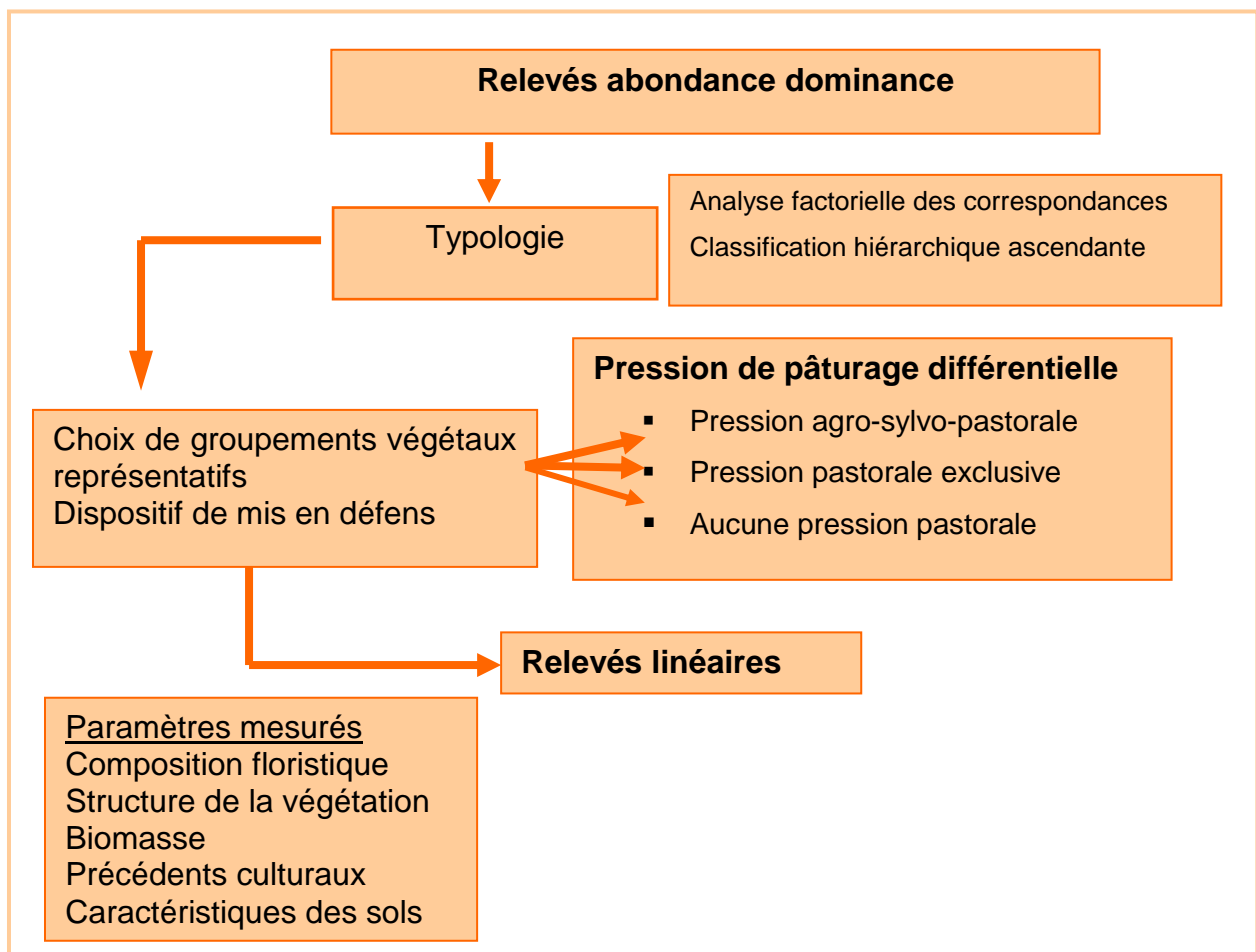 Relevés abondance dominance
Typologie
Analyse factorielle des correspondances
Classification hiérarchique ascendante
Pression de pâturage différentielle
▪ Pression agro-sylvo-pastorale
▪ Pression pastorale exclusive
▪ Aucune pression pastorale
Choix de groupements végétaux
représentatifs
Dispositif de mis en défens
Relevés linéaires
Paramètres mesurés
Composition floristique
Structure de la végétation
Biomasse
Précédents culturaux
Caractéristiques des sols